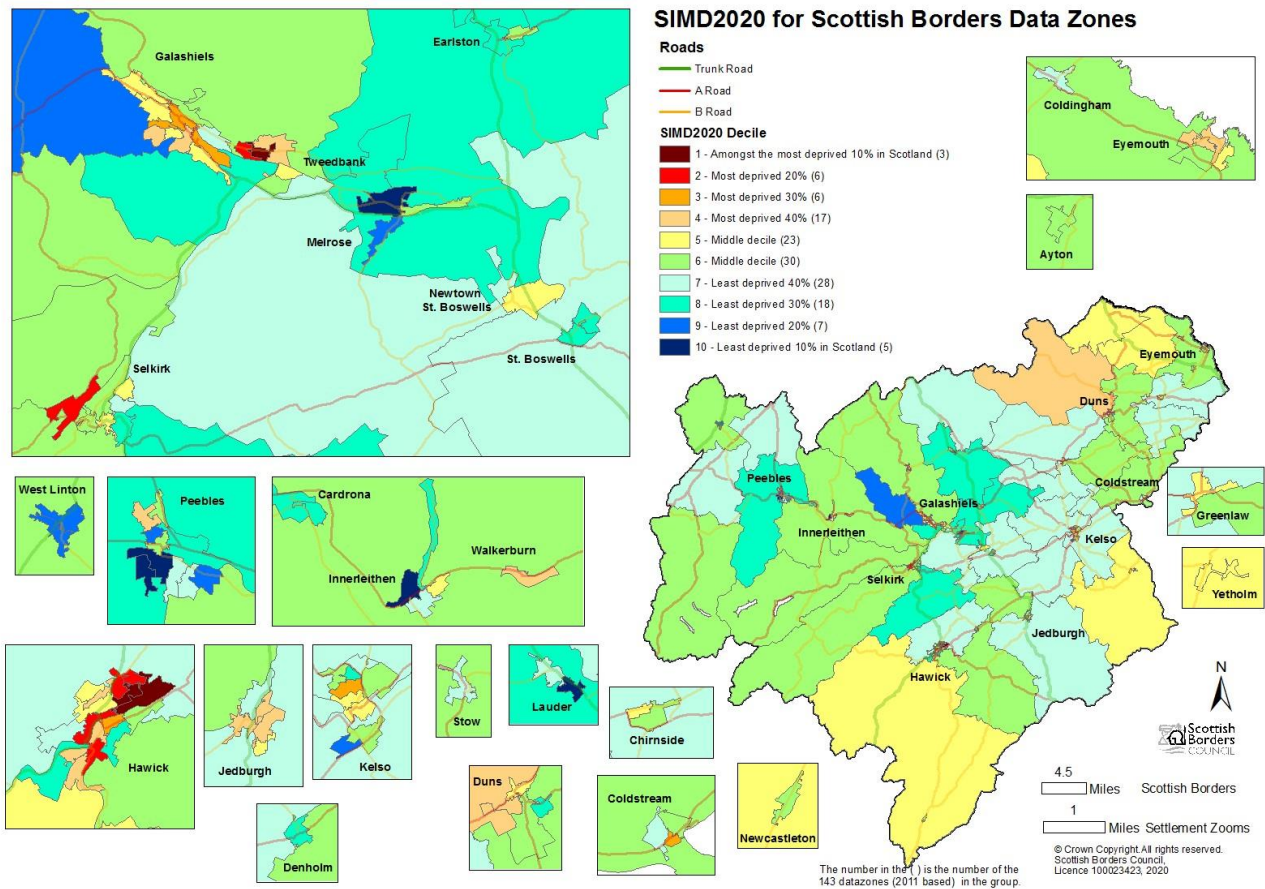 SIMD2020 for Scottish Borders Data Zones
Roads
Trunk Road
A Road
B Road
SIMD2020 Decile
1 - Amongst the most deprived 10% in Scotland (3)
2 - Most deprived 20% (6)
3 - Most deprived 30% (6)
4 - Most deprived 40% (17)
5 - Middle decile (23)
6 - Middle decile (30)
7 - Least deprived 40% (28)
8 - Least deprived 30% (18)
9 - Least deprived 20% (7)
10 - Least deprived 10% in Scotland (5)
Earlston
Galashiels
Tweedbank
Melrose
Newtown
St. Boswells
St. Boswells
Selkirk
Coldingham
Eyemouth
Ayton
Eyemouth
Duns
Coldstream
Peebles
Galashiels
Innerleithen
Kelso
Selkirk
Jedburgh
Hawick
Greenlaw
Yetholm
West Linton
Peebles
Cardrona
Walkerburn
Innerleithen
Hawick
Jedburgh
Kelso
Stow
Lauder
Chirnside
Denholm
Duns
Coldstream
Newcastleton
N
Scottish
Borders
COUNCIL
4.5
Miles Scottish Borders
1
Miles Settlement Zooms
© Crown Copyright. All rights reserved.
Scottish Borders Council,
Licence 100023423, 2020
The number in the ( ) is the number of the
143 datazones (2011 based) in the group.